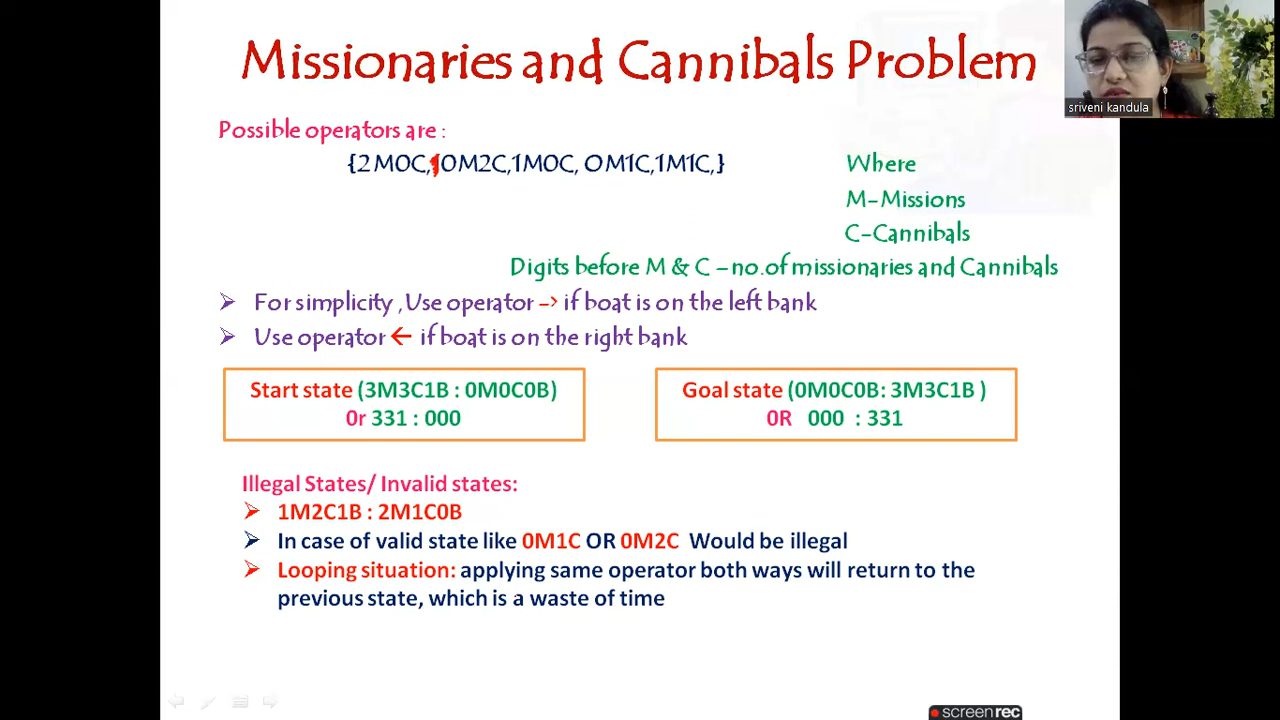 Missionaries and Cannibals Problem
sriveni kandula
Possible operators are :
{2M0C, 0M2C,1M0C, 0M1C,1M1C,}
Where
M-Missions
C-Cannibals
Digits before M & C – no.of missionaries and Cannibals
➢ For simplicity ,Use operator -> if boat is on the left bank
➢ Use operator ← if boat is on the right bank
Start state (3M3C1B : 0M0C0B)
0r 331 : 000
Goal state (0M0C0B: 3M3C1B )
0R 000 : 331
Illegal States/ Invalid states:
➢ 1M2C1B : 2M1C0B
➢ In case of valid state like 0M1C OR 0M2C Would be illegal
➢ Looping situation: applying same operator both ways will return to the
previous state, which is a waste of time
screenrec